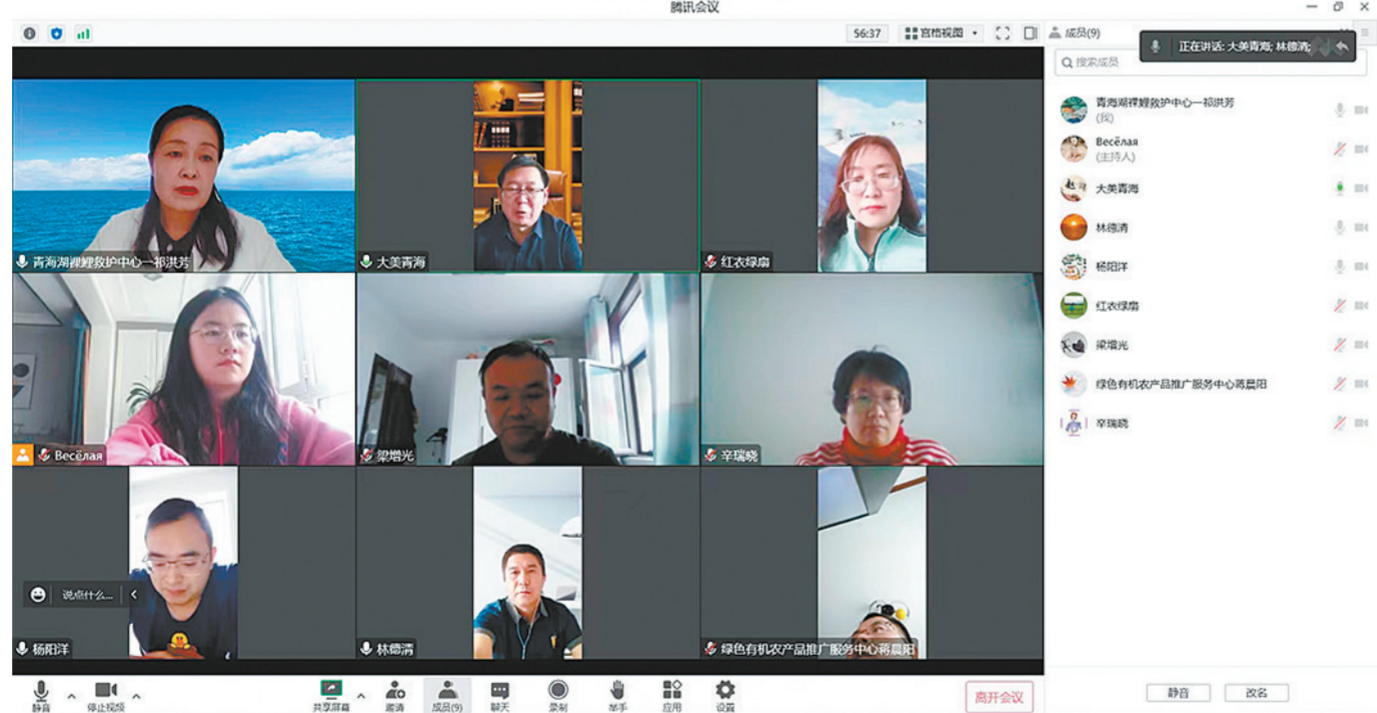 腾讯会议
56:37
宫格视图
成员(9)
正在讲话: 大美青海; 林德清;
搜索成员
青海湖裸鲤救护中心—祁洪芳
大美青海
红衣绿扇
Весёлая
梁增光
辛瑞晓
说点什么...
杨阳洋
林德清
绿色有机农产品推广服务中心蒋晨阳
青海湖裸鲤救护中心—祁洪芳
(我)
Весёлая
(主持人)
大美青海
林德清
杨阳洋
红衣绿扇
梁增光
绿色有机农产品推广服务中心蒋晨阳
辛瑞晓
静音
停止视频
共享屏幕
邀请
成员(9)
聊天
录制
举手
应用
设置
离开会议
静音
改名